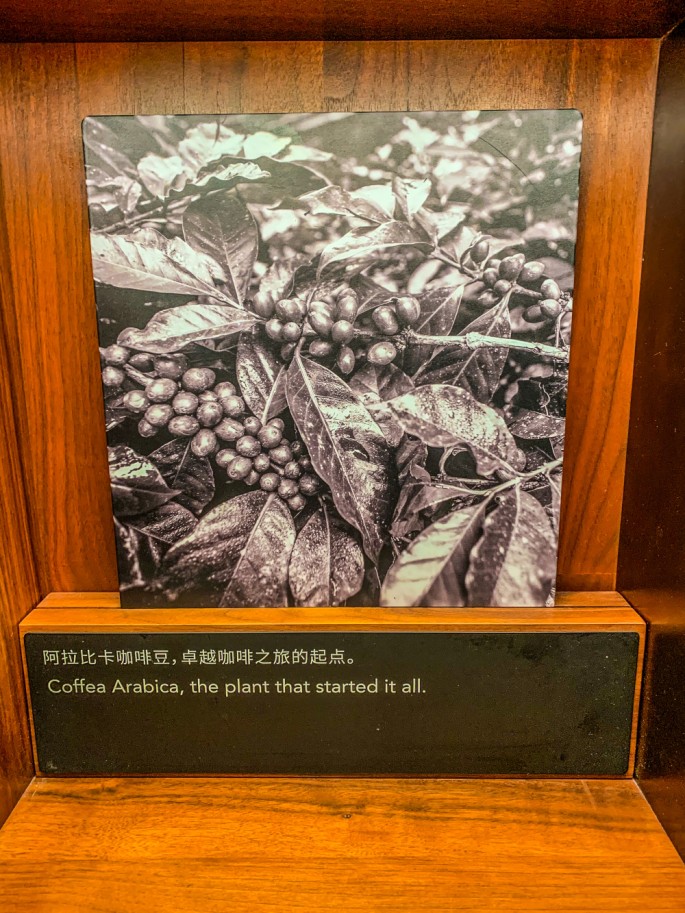 阿拉比卡咖啡豆,卓越咖啡之旅的起点。
Coffea Arabica, the plant that started it all.